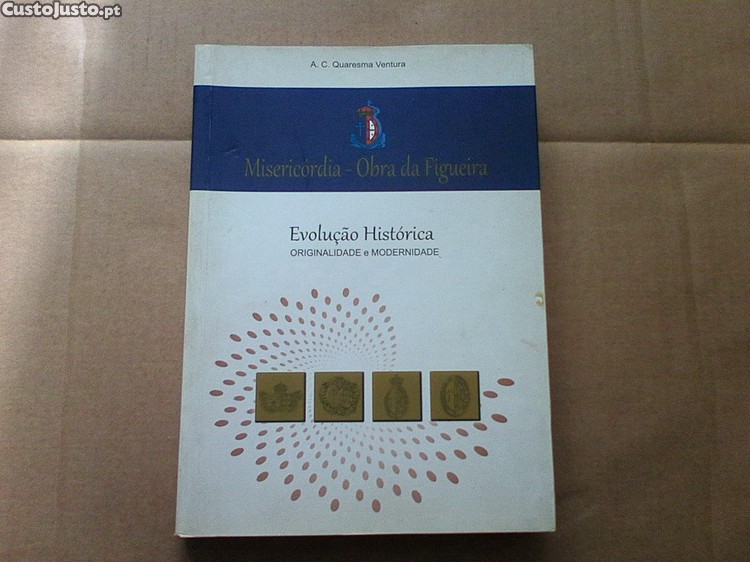 CustoJusto.pt
A. C. Quaresma Ventura
Misericórdia - Obra da Figueira
Evolução Histórica
ORIGINALIDADE e MODERNIDADE